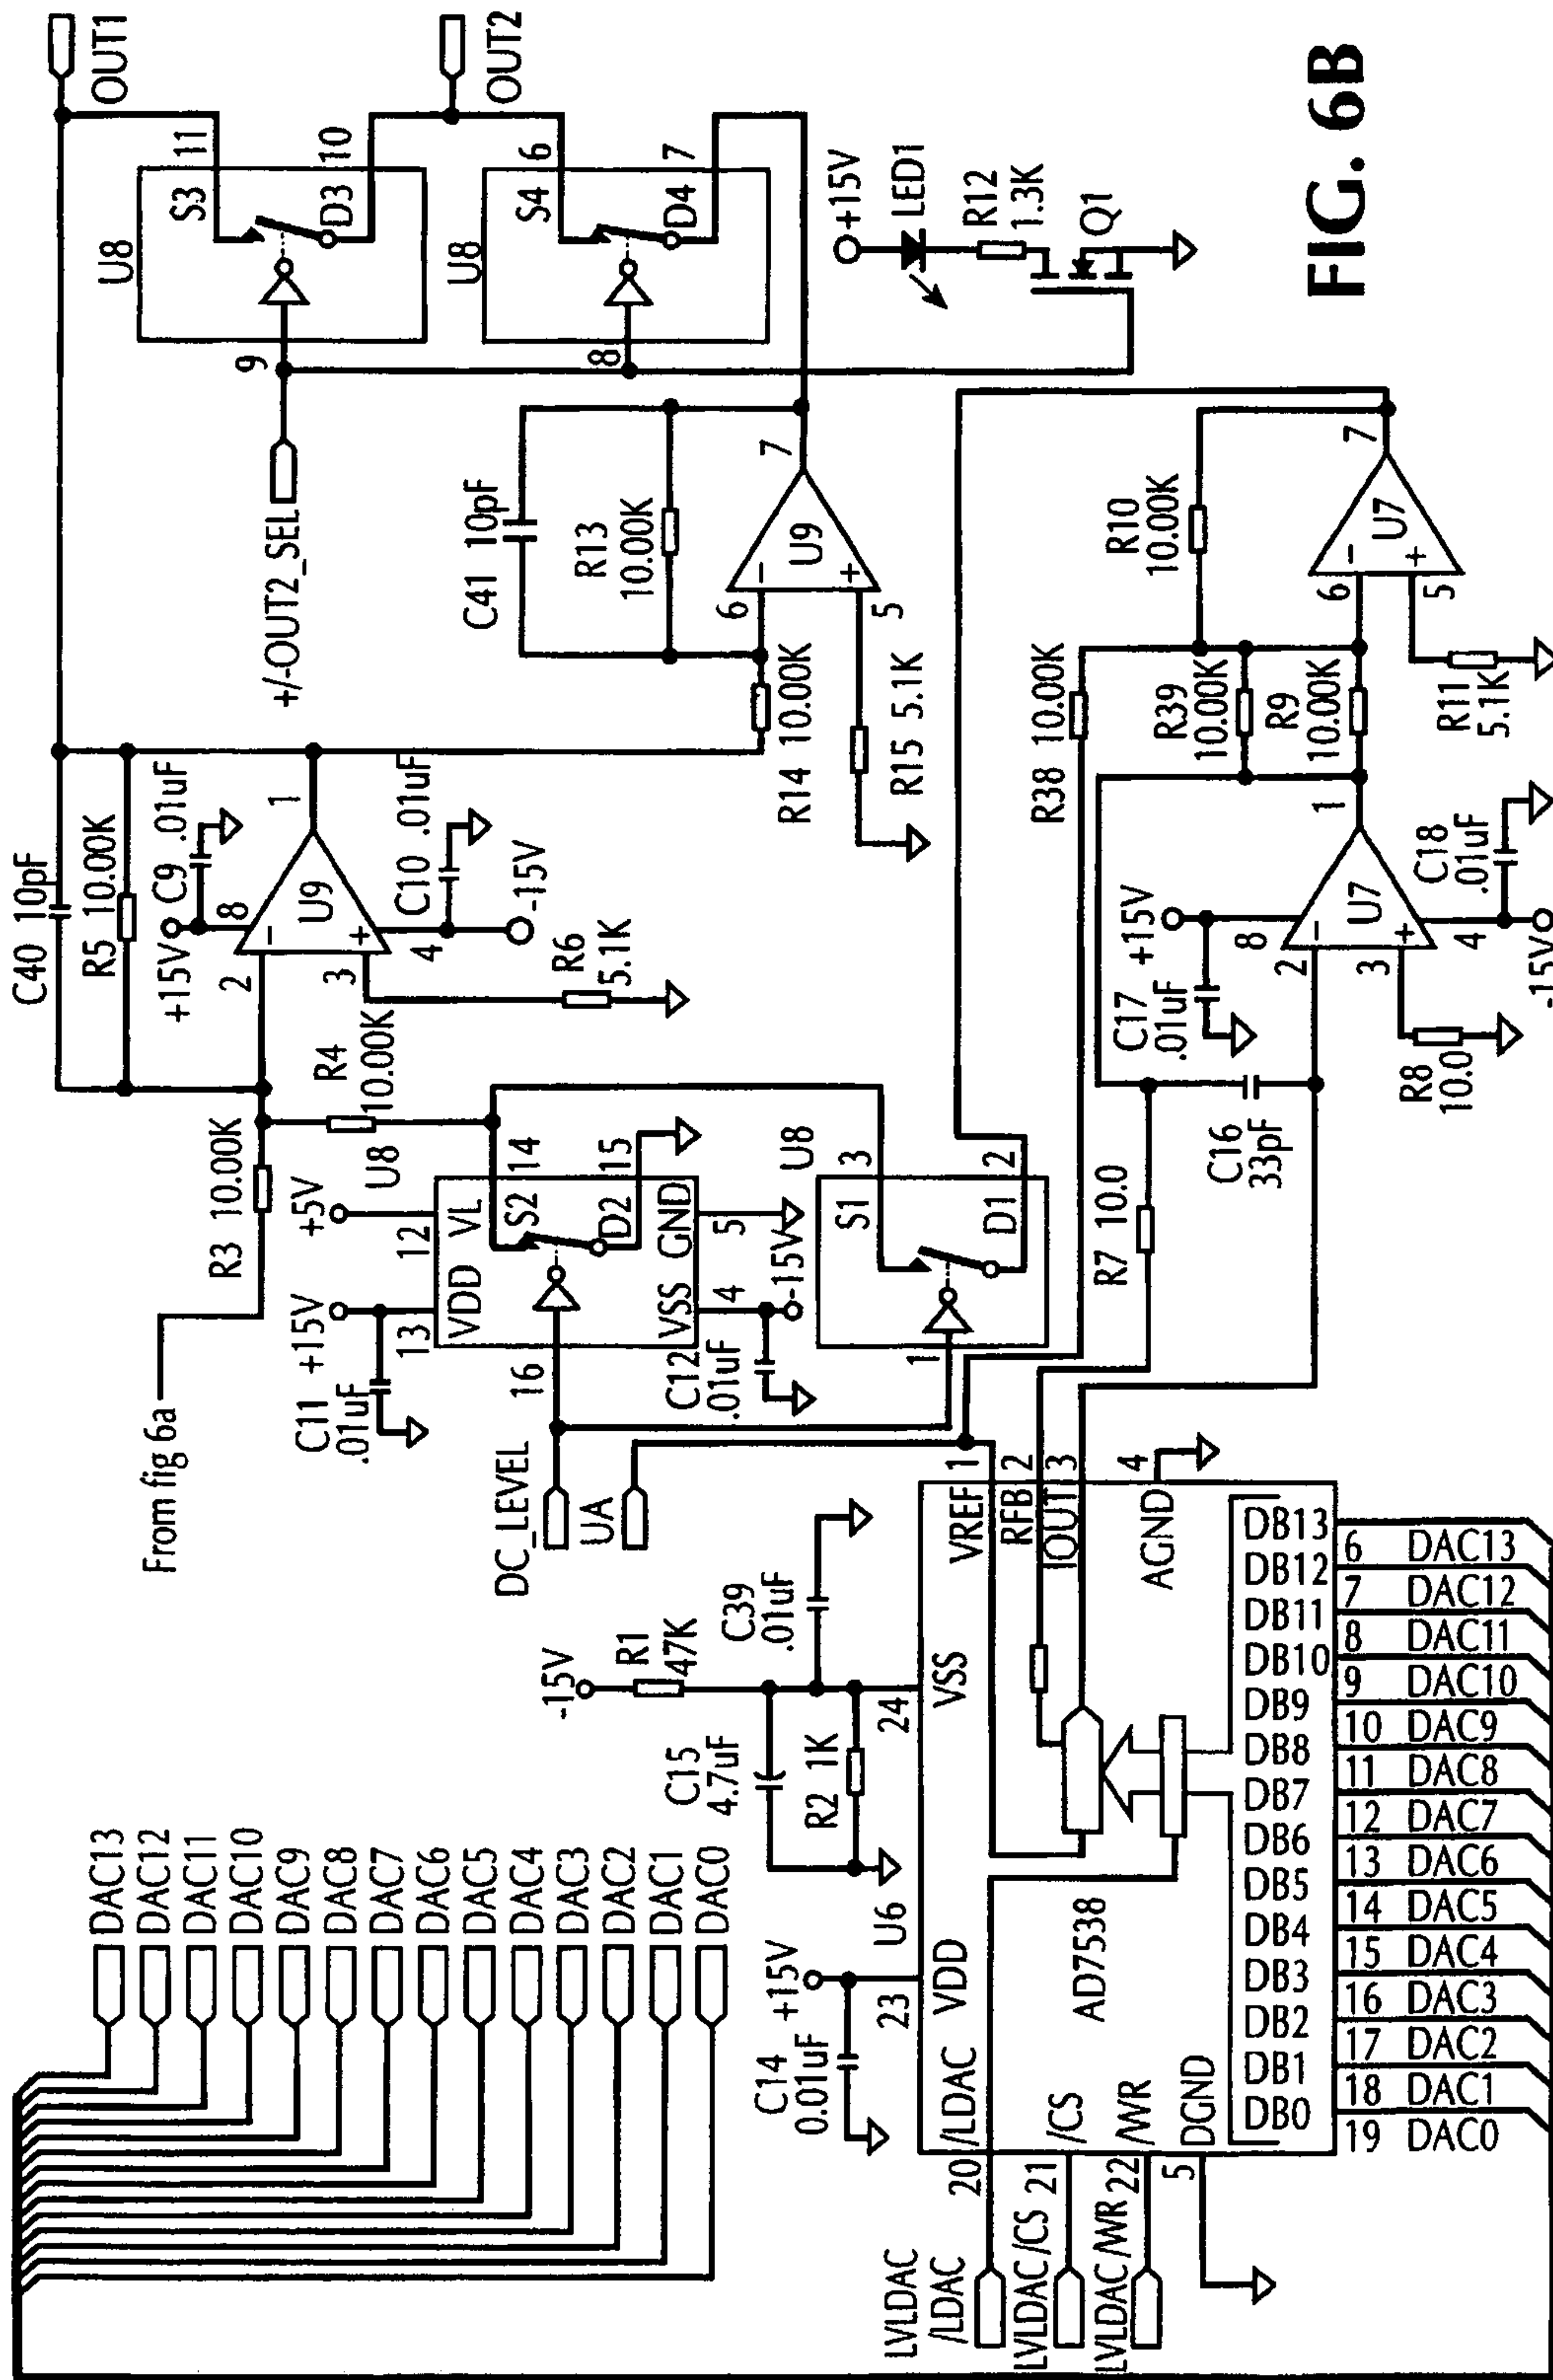 OUT1
OUT2
11
S3
D3
10
U8
9
6
S4
D4
7
U8
8
+15V
LED1
R12
1.3K
Q1
FIG. 6B
+/-OUT2_SEL
C41 10pF
R13
10.00K
7
U9
6
5
-
+
R14 10.00K
R15 5.1K
C40 10pF
R5 10.00K
+15V
C9 .01uF
8
1
U9
2
3
-
+
4
C10 .01uF
-15V
R6
5.1K
R10
10.00K
7
U7
6
5
-
+
R38 10.00K
R39
10.00K
R9
10.00K
R11
5.1K
1
U7
+15V
8
2
3
-
+
4
C17
.01uF
C18
.01uF
-15V
R8
10.0
C16
33pF
R7 10.0
R4
10.00K
R3 10.00K
From fig 6a
U8
+5V
12
VL
14
S2
D2
15
+15V
13
VDD
C11
.01uF
16
VSS
GND
4
5
-15V
C12
.01uF
U8
3
S1
D1
2
1
DC_LEVEL
UA
VREF
1
RFB
2
IOUT
3
AGND
4
-15V
R1
47K
C39
.01uF
C15
4.7uF
R2 1K
24
VSS
U6
+15V
23
VDD
C14
0.01uF
AD7538
DAC13
DAC12
DAC11
DAC10
DAC9
DAC8
DAC7
DAC6
DAC5
DAC4
DAC3
DAC2
DAC1
DAC0
LVLDAC
/LDAC
20
/LDAC
LVLDAC/CS
21
/CS
LVLDAC/WR
22
/WR
5
DGND
DB13 6 DAC13
DB12 7 DAC12
DB11 8 DAC11
DB10 9 DAC10
DB9 10 DAC9
DB8 11 DAC8
DB7 12 DAC7
DB6 13 DAC6
DB5 14 DAC5
DB4 15 DAC4
DB3 16 DAC3
DB2 17 DAC2
DB1 18 DAC1
DB0 19 DAC0